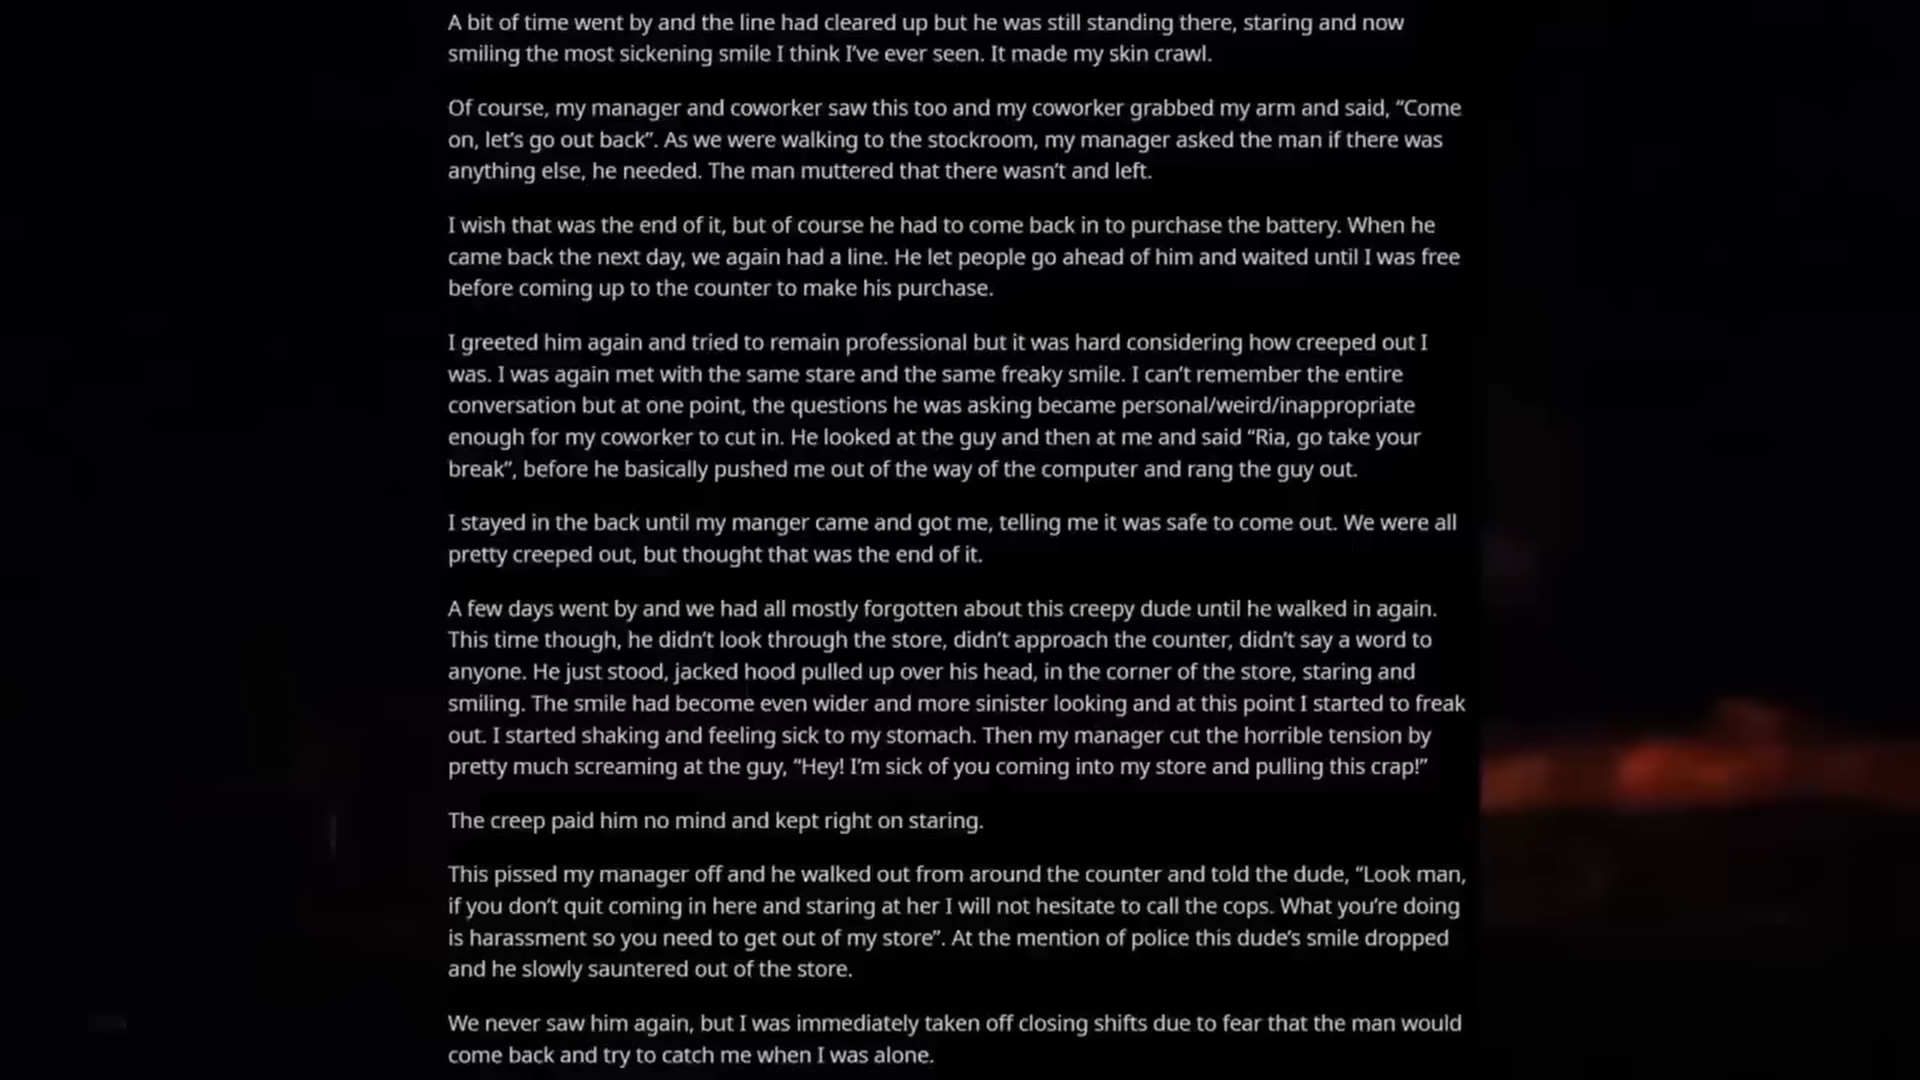 A bit of time went by and the line had cleared up but he was still standing there, staring and now
smiling the most sickening smile I think I’ve ever seen. It made my skin crawl.
Of course, my manager and coworker saw this too and my coworker grabbed my arm and said, “Come
on, let’s go out back”. As we were walking to the stockroom, my manager asked the man if there was
anything else, he needed. The man muttered that there wasn’t and left.
I wish that was the end of it, but of course he had to come back in to purchase the battery. When he
came back the next day, we again had a line. He let people go ahead of him and waited until I was free
before coming up to the counter to make his purchase.
I greeted him again and tried to remain professional but it was hard considering how creeped out I
was. I was again met with the same stare and the same freaky smile. I can’t remember the entire
conversation but at one point, the questions he was asking became personal/weird/inappropriate
enough for my coworker to cut in. He looked at the guy and then at me and said “Ria, go take your
break”, before he basically pushed me out of the way of the computer and rang the guy out.
I stayed in the back until my manger came and got me, telling me it was safe to come out. We were all
pretty creeped out, but thought that was the end of it.
A few days went by and we had all mostly forgotten about this creepy dude until he walked in again.
This time though, he didn’t look through the store, didn’t approach the counter, didn’t say a word to
anyone. He just stood, jacked hood pulled up over his head, in the corner of the store, staring and
smiling. The smile had become even wider and more sinister looking and at this point I started to freak
out. I started shaking and feeling sick to my stomach. Then my manager cut the horrible tension by
pretty much screaming at the guy, “Hey! I’m sick of you coming into my store and pulling this crap!”
The creep paid him no mind and kept right on staring.
This pissed my manager off and he walked out from around the counter and told the dude, “Look man,
if you don’t quit coming in here and staring at her I will not hesitate to call the cops. What you’re doing
is harassment so you need to get out of my store”. At the mention of police this dude’s smile dropped
and he slowly sauntered out of the store.
We never saw him again, but I was immediately taken off closing shifts due to fear that the man would
come back and try to catch me when I was alone.